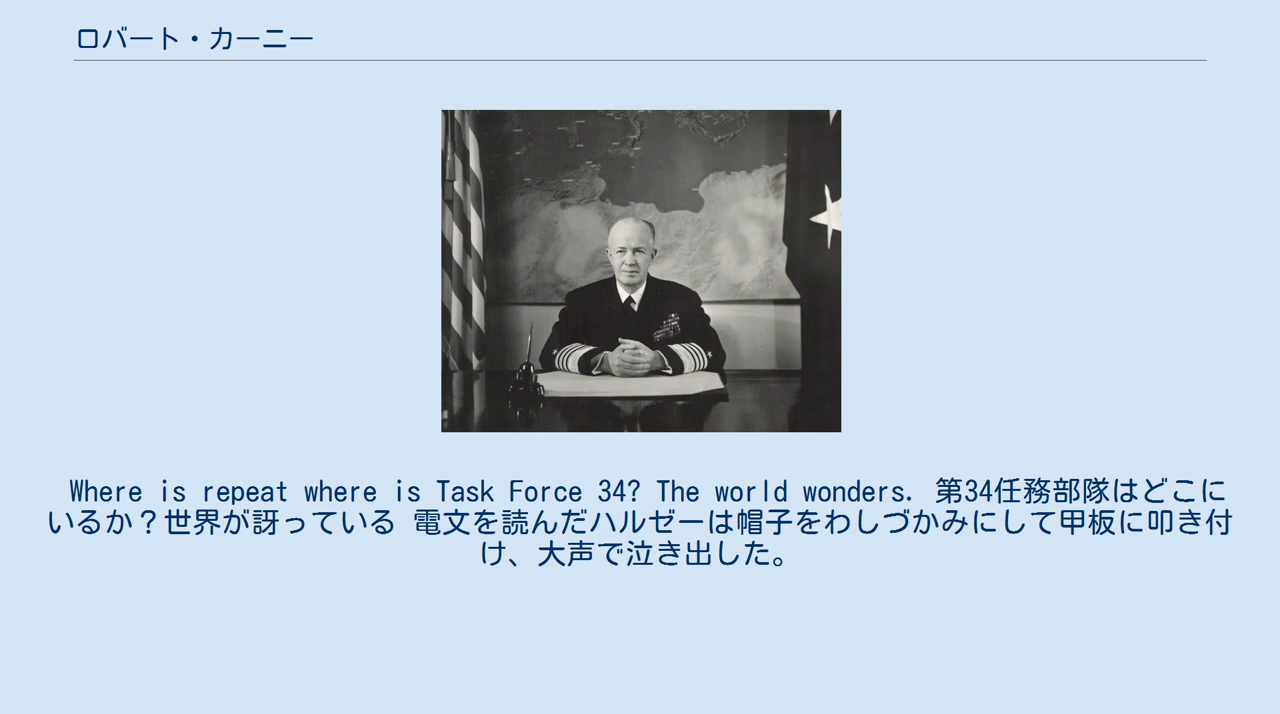 ロバート・カーニー
Where is repeat where is Task Force 34? The world wonders. 第34任務部隊はどこに
いるか？世界が訝っている 電文を読んだハルゼーは帽子をわしづかみにして甲板に叩き付
け、大声で泣き出した。